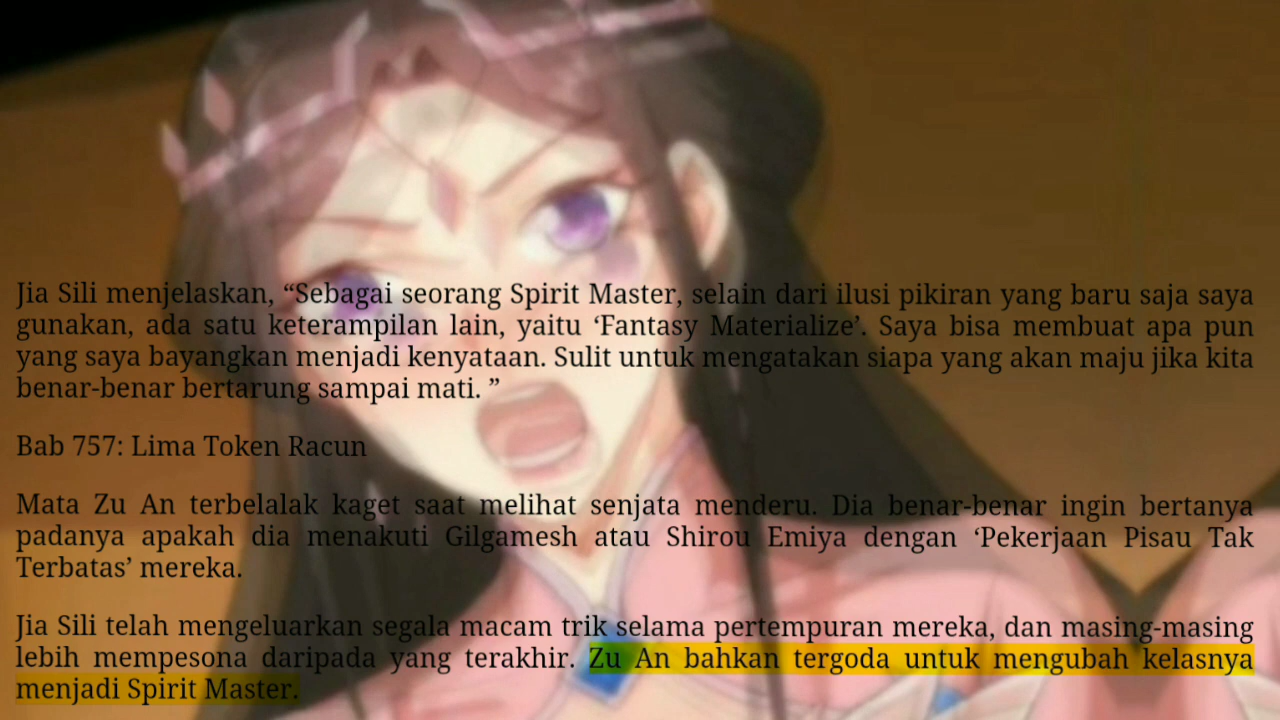 Jia Sili menjelaskan, “Sebagai seorang Spirit Master, selain dari ilusi pikiran yang baru saja saya
gunakan, ada satu keterampilan lain, yaitu ‘Fantasy Materialize’. Saya bisa membuat apa pun
yang saya bayangkan menjadi kenyataan. Sulit untuk mengatakan siapa yang akan maju jika kita
benar-benar bertarung sampai mati. ”
Bab 757: Lima Token Racun
Mata Zu An terbelalak kaget saat melihat senjata menderu. Dia benar-benar ingin bertanya
padanya apakah dia menakuti Gilgamesh atau Shirou Emiya dengan ‘Pekerjaan Pisau Tak
Terbatas’ mereka.
Jia Sili telah mengeluarkan segala macam trik selama pertempuran mereka, dan masing-masing
lebih mempesona daripada yang terakhir. Zu An bahkan tergoda untuk mengubah kelasnya
menjadi Spirit Master.